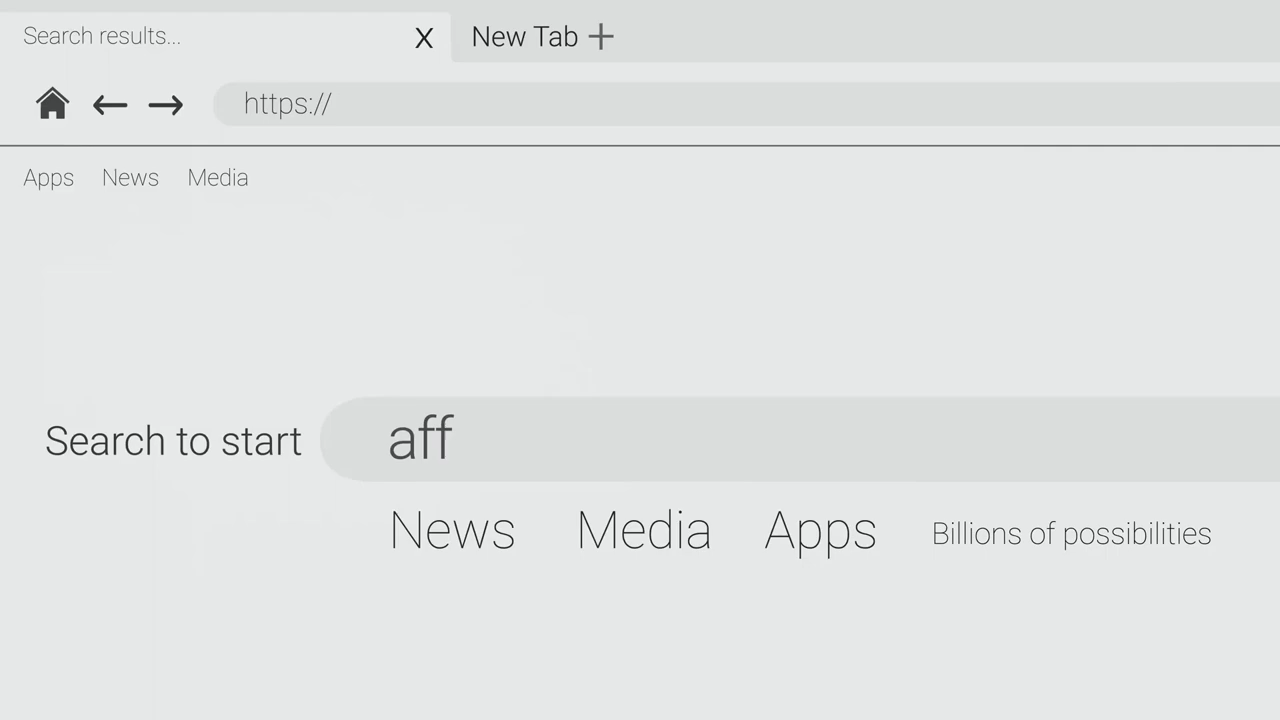 Search results... X New Tab +
https://
Apps News Media
Search to start aff
News Media Apps Billions of possibilities